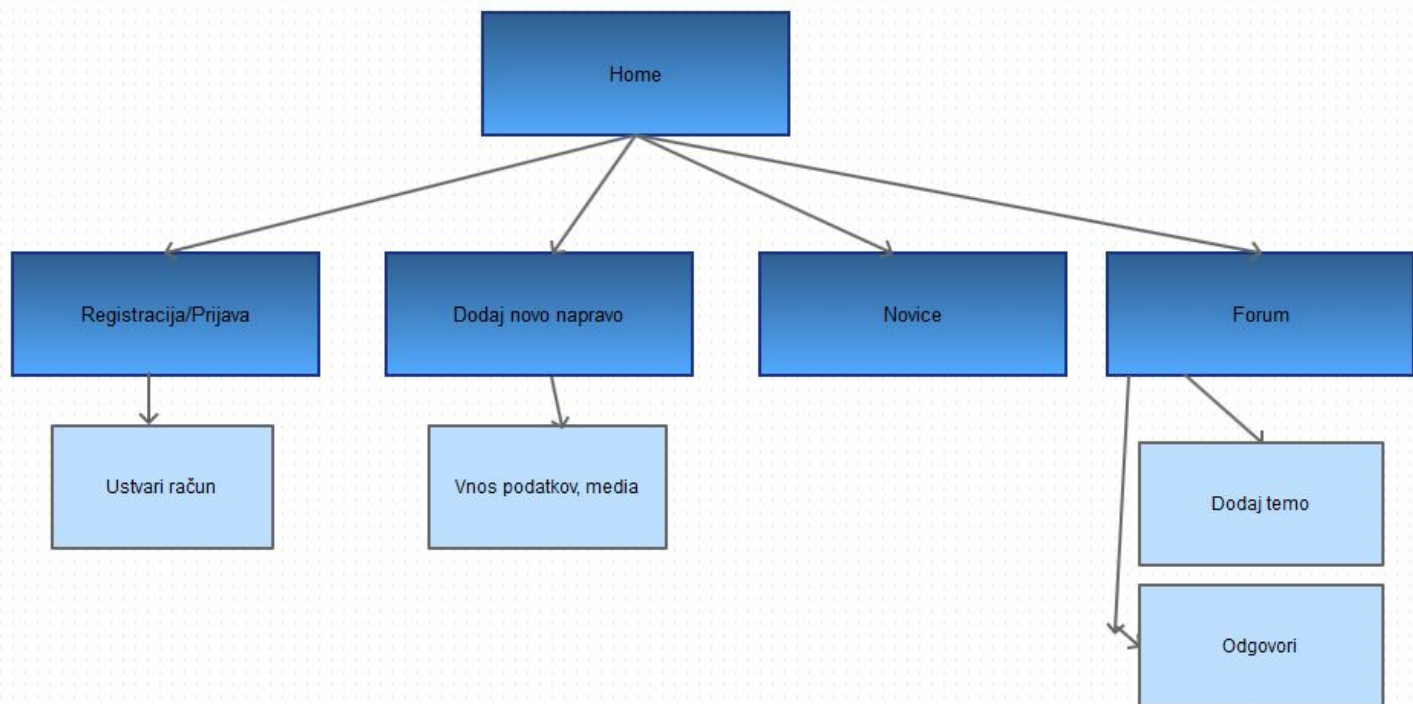 Home
Registracija/Prijava
Dodaj novo napravo
Novice
Forum
Ustvari račun
Vnos podatkov, media
Dodaj temo
Odgovori